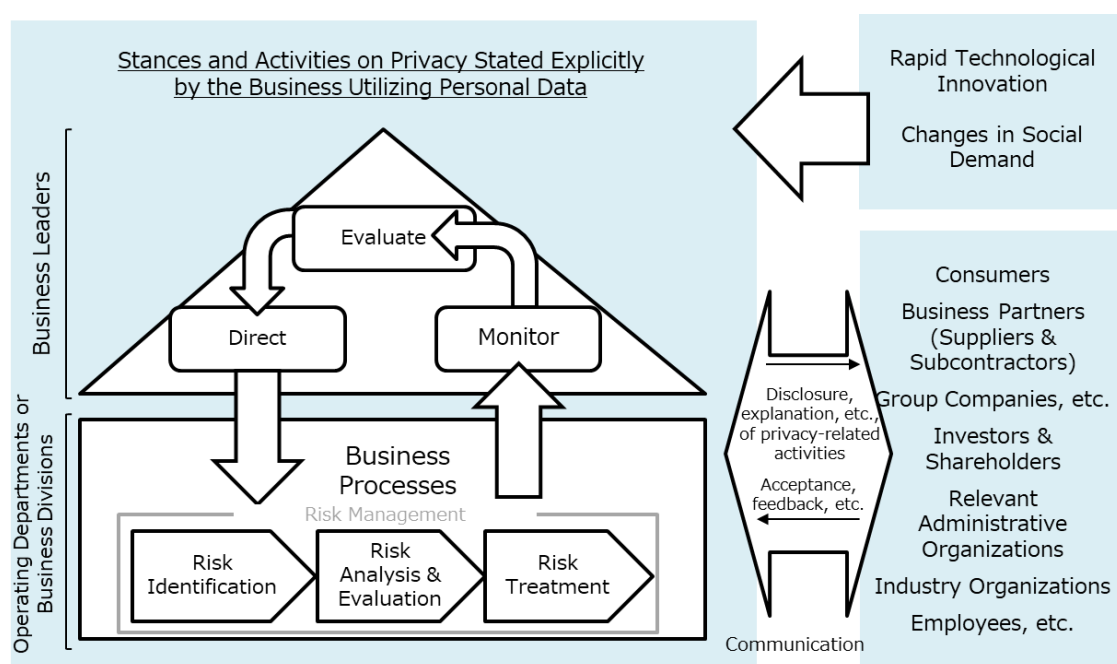 Stances and Activities on Privacy Stated Explicitly
by the Business Utilizing Personal Data
Business Leaders
Evaluate
Direct
Monitor
Operating Departments or
Business Divisions
Business
Processes
Risk Management
Risk
Identification
Risk
Analysis &
Evaluation
Risk
Treatment
Rapid Technological
Innovation
Changes in Social
Demand
Disclosure,
explanation, etc.,
of privacy-related
activities
Acceptance,
feedback, etc.
Communication
Consumers
Business Partners
(Suppliers &
Subcontractors)
Group Companies, etc.
Investors &
Shareholders
Relevant
Administrative
Organizations
Industry Organizations
Employees, etc.